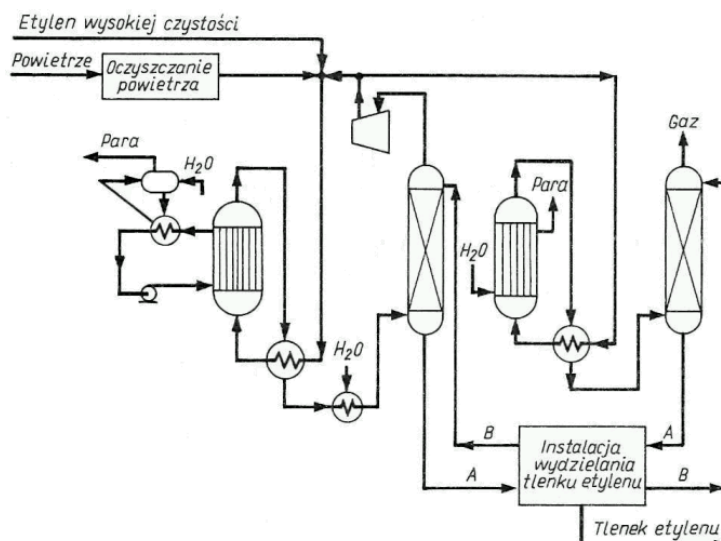 Etylen wysokiej czystości
Powietrze
Oczyszczanie
powietrza
Para
H₂O
Gaz
Para
H₂O
H₂O
B
A
Instalacja
wydzielania
tlenku etylenu
A
B
Tlenek etylenu